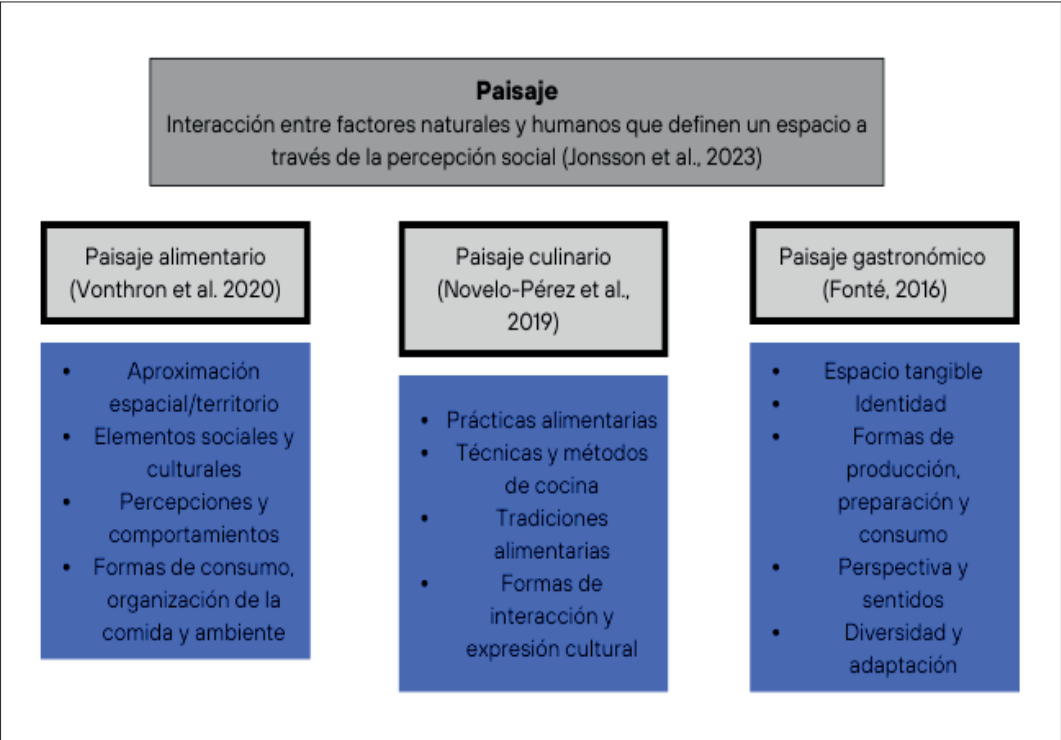 Paisaje
Interacción entre factores naturales y humanos que definen un espacio a
través de la percepción social (Jonsson et al., 2023)
Paisaje alimentario
(Vonthron et al. 2020)
• Aproximación
espacial/territorio
• Elementos sociales y
culturales
• Percepciones y
comportamientos
• Formas de consumo,
organización de la
comida y ambiente
Paisaje culinario
(Novelo-Pérez et al.,
2019)
• Prácticas alimentarias
• Técnicas y métodos
de cocina
• Tradiciones
alimentarias
• Formas de
interacción y
expresión cultural
Paisaje gastronómico
(Fonté, 2016)
• Espacio tangible
• Identidad
• Formas de
producción,
preparación y
consumo
• Perspectiva y
sentidos
• Diversidad y
adaptación